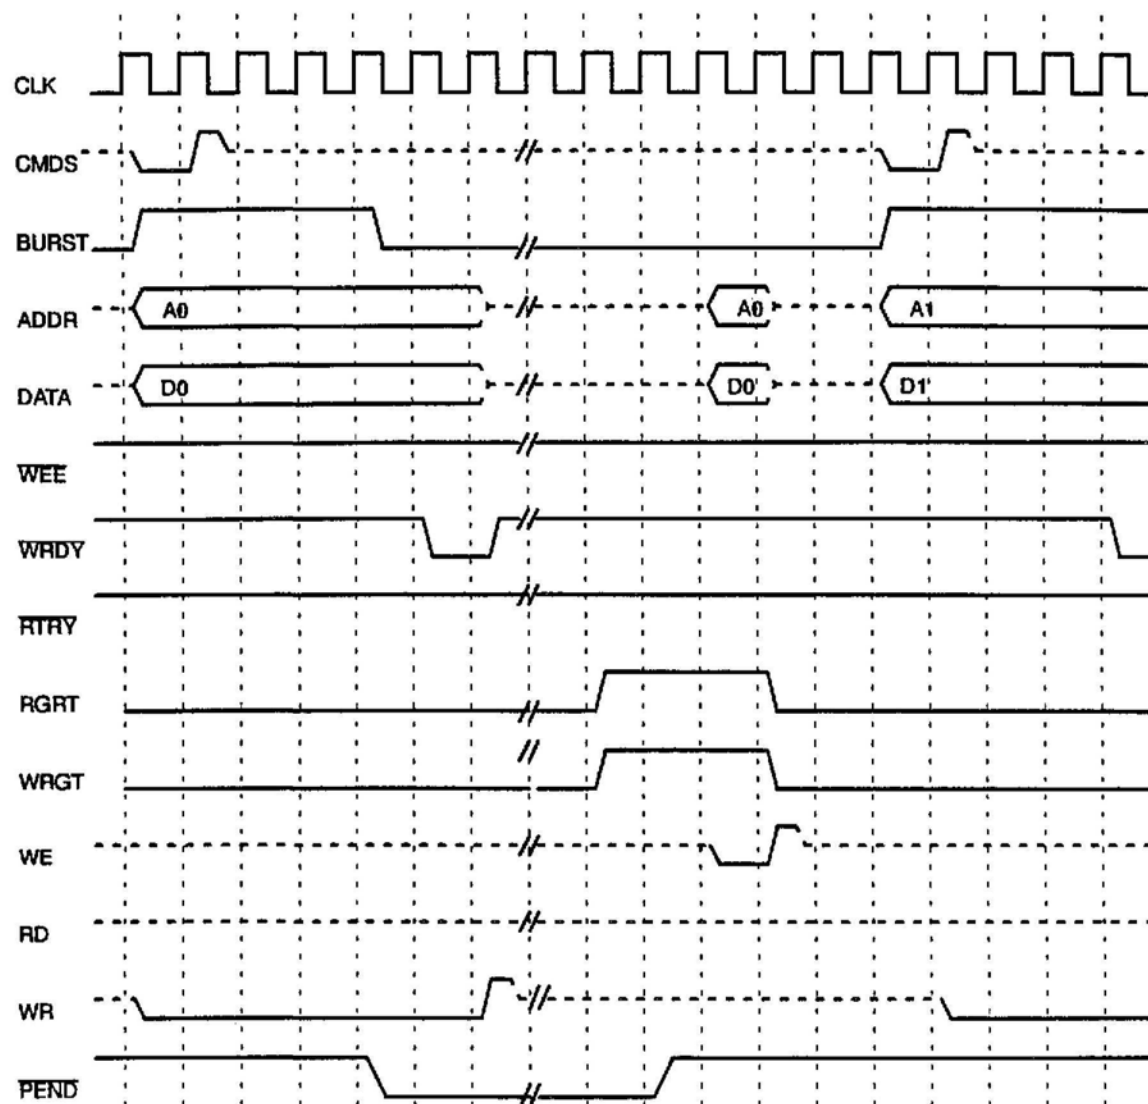 CLK
CMDS
BURST
ADDR A0 A0 A1
DATA D0 D0' D1'
WEE
WRDY
RTRY
RGRT
WRGT
WE
RD
WR
PEND